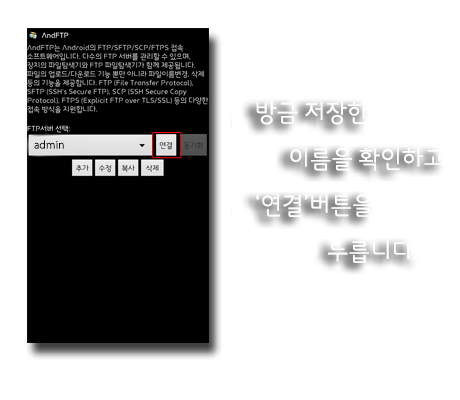 AndFTP
AndFTP는 Android의 FTP/SFTP/SCP/FTPS 접속
소프트웨어입니다. 다수의 FTP 서버를 관리할 수 있으며,
장치의 파일탐색기와 FTP 파일탐색기가 함께 제공됩니다.
파일의 업로드/다운로드 기능 뿐만 아니라 파일이름변경, 삭제
등의 기능을 제공합니다. FTP (File Transfer Protocol),
SFTP (SSH's Secure FTP), SCP (SSH Secure Copy
Protocol), FTPS (Explicit FTP over TLS/SSL) 등의 다양한
접속 방식을 지원합니다.
FTP서버 선택:
admin 연결 동기화
추가 수정 복사 삭제
방금 저장한
이름을 확인하고
'연결'버튼을
누릅니다